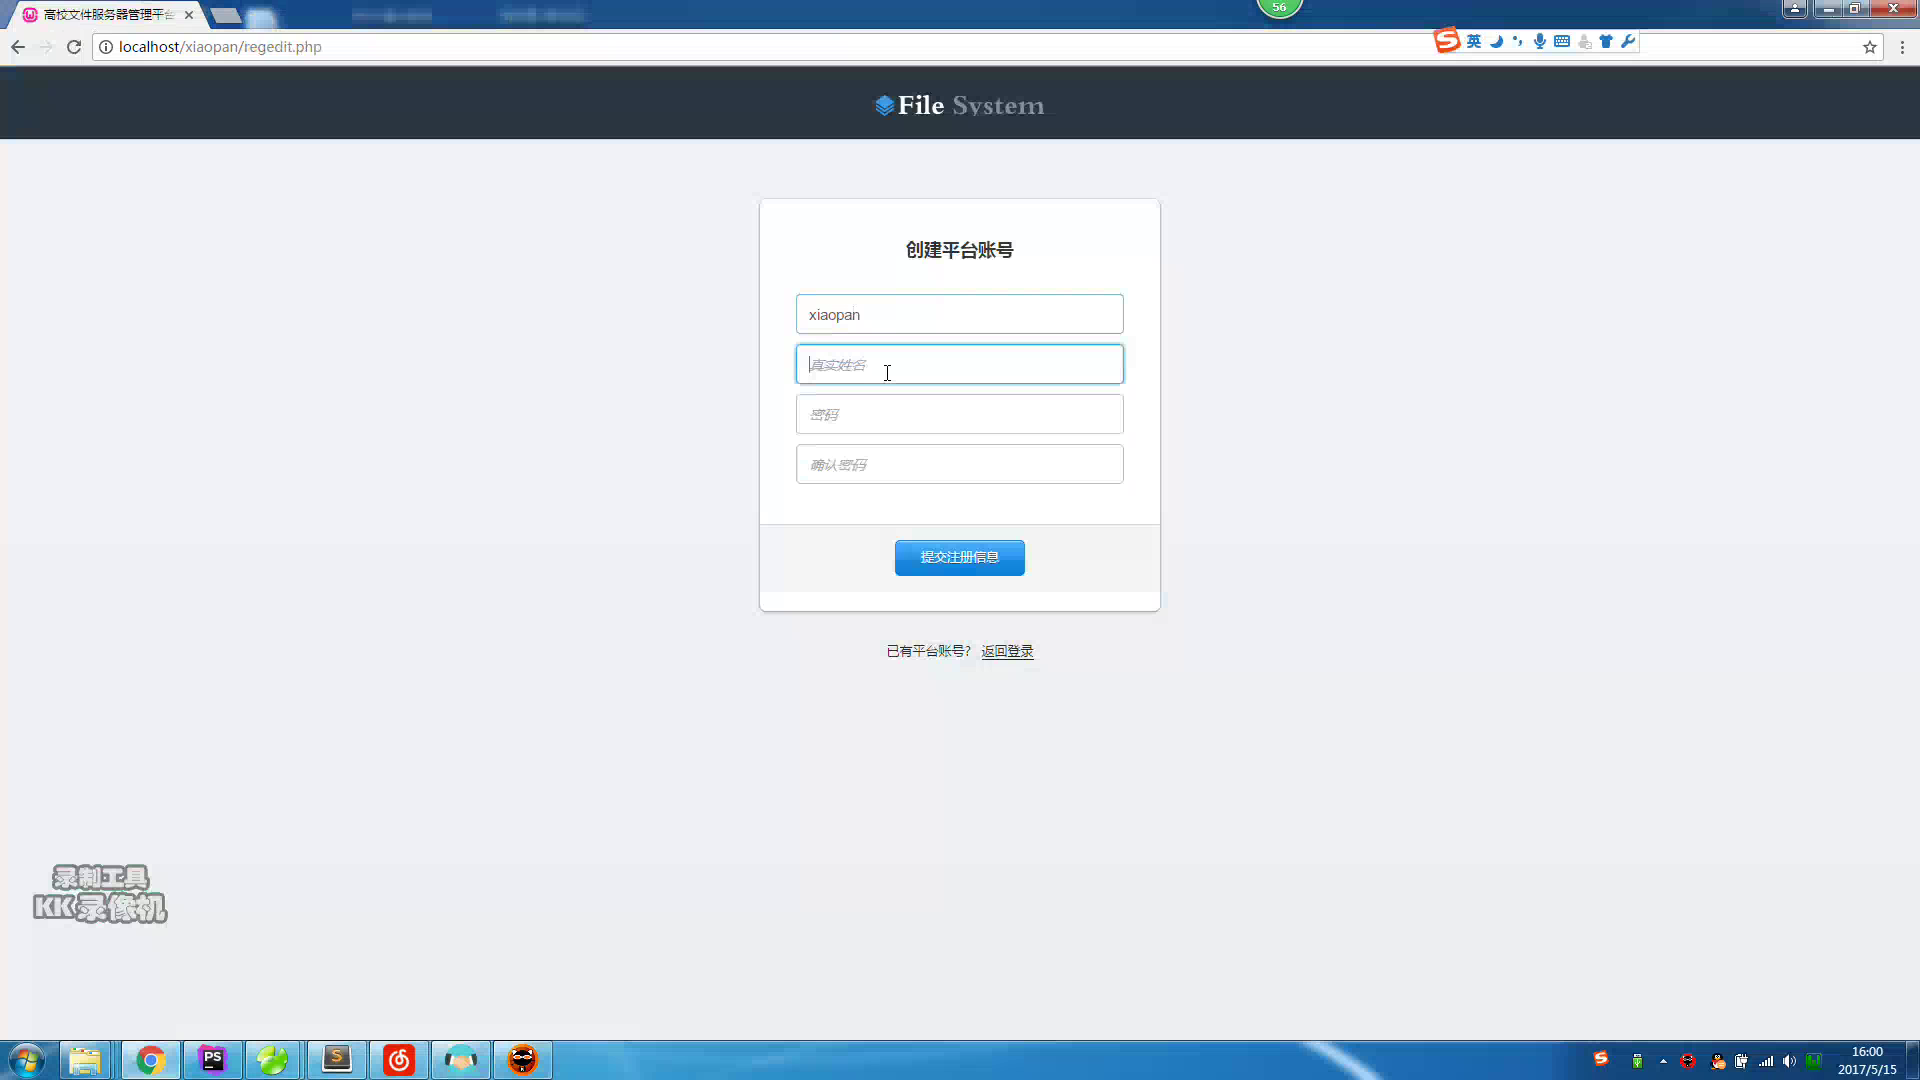 高校文件服务器管理平台
56
localhost/xiaopan/regedit.php
英
File System
创建平台账号
xiaopan
真实姓名
密码
确认密码
提交注册信息
已有平台账号? 返回登录
录制工具
KK录像机
PS
16:00
2017/5/15